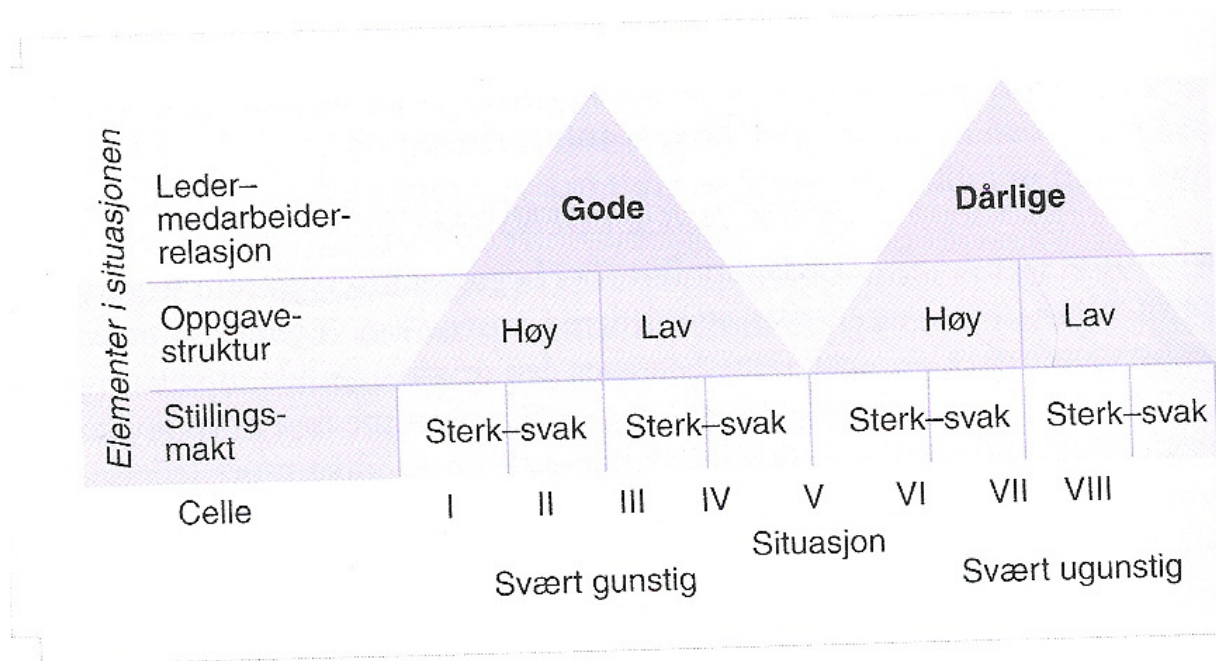 Elementer i situasjonen
Leder–
medarbeider-
relasjon
Gode
Dårlige
Oppgave-
struktur
Høy
Lav
Høy
Lav
Stillings-
makt
Sterk–svak
Sterk–svak
Sterk–svak
Sterk–svak
Celle
I
II
III
IV
V
VI
VII
VIII
Situasjon
Svært gunstig
Svært ugunstig